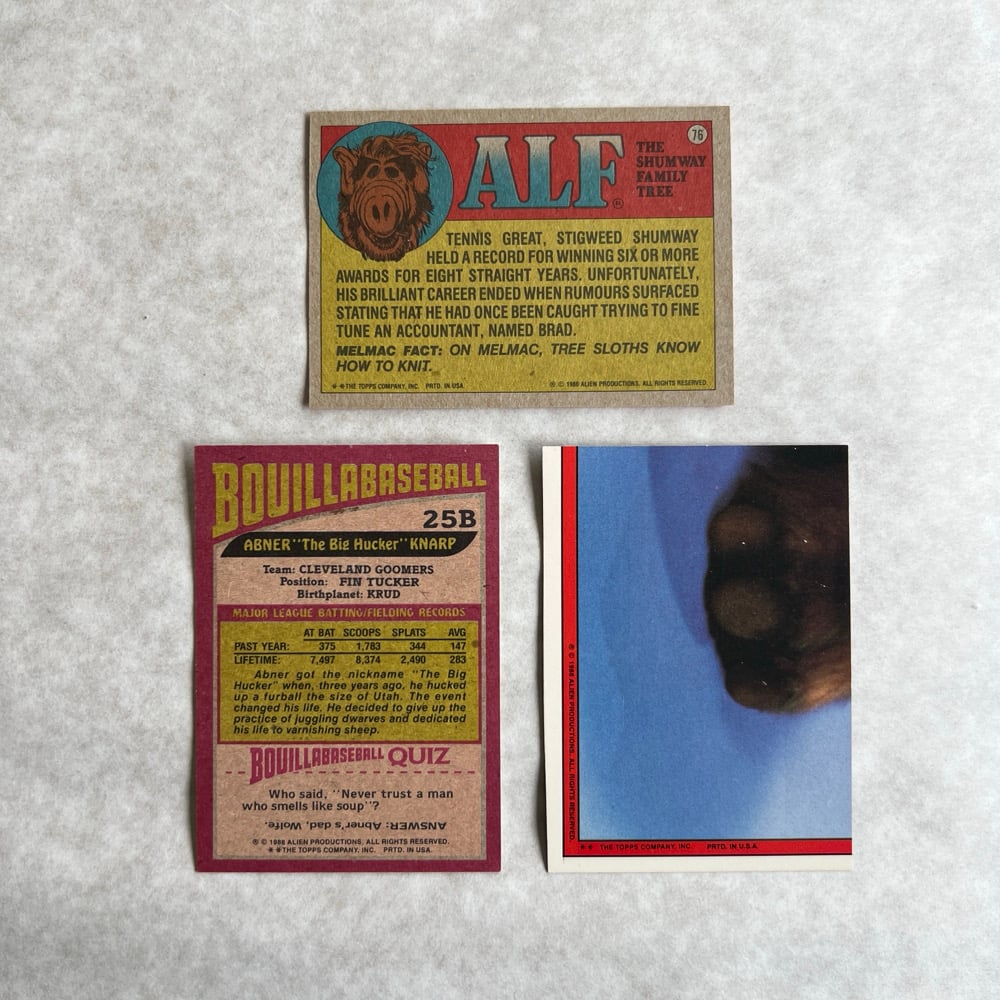 76
ALF
THE
SHUMWAY
FAMILY
TREE
TENNIS GREAT, STIGWEED SHUMWAY
HELD A RECORD FOR WINNING SIX OR MORE
AWARDS FOR EIGHT STRAIGHT YEARS. UNFORTUNATELY,
HIS BRILLIANT CAREER ENDED WHEN RUMOURS SURFACED
STATING THAT HE HAD ONCE BEEN CAUGHT TRYING TO FINE
TUNE AN ACCOUNTANT, NAMED BRAD.
MELMAC FACT: ON MELMAC, TREE SLOTHS KNOW
HOW TO KNIT.
✻ ✻ THE TOPPS COMPANY, INC. PRTD. IN USA
® © 1988 ALIEN PRODUCTIONS. ALL RIGHTS RESERVED
BOUILLABASEBALL
25B
ABNER "The Big Hucker" KNARP
Team: CLEVELAND GOOMERS
Position: FIN TUCKER
Birthplanet: KRUD
MAJOR LEAGUE BATTING/FIELDING RECORDS
AT BAT SCOOPS SPLATS AVG
PAST YEAR: 375 1,783 344 147
LIFETIME: 7,497 8,374 2,490 283
Abner got the nickname "The Big
Hucker" when, three years ago, he hucked
up a furball the size of Utah. The event
changed his life. He decided to give up the
practice of juggling dwarves and dedicated
his life to varnishing sheep.
BOUILLABASEBALL QUIZ
Who said, "Never trust a man
who smells like soup"?
ANSWER: Abner's dad, Wolfe.
® © 1988 ALIEN PRODUCTIONS. ALL RIGHTS RESERVED.
✻ ✻ THE TOPPS COMPANY, INC. PRTD. IN USA.
® © 1988 ALIEN PRODUCTIONS. ALL RIGHTS RESERVED.
✻ ✻ THE TOPPS COMPANY, INC. PRTD. IN U.S.A.